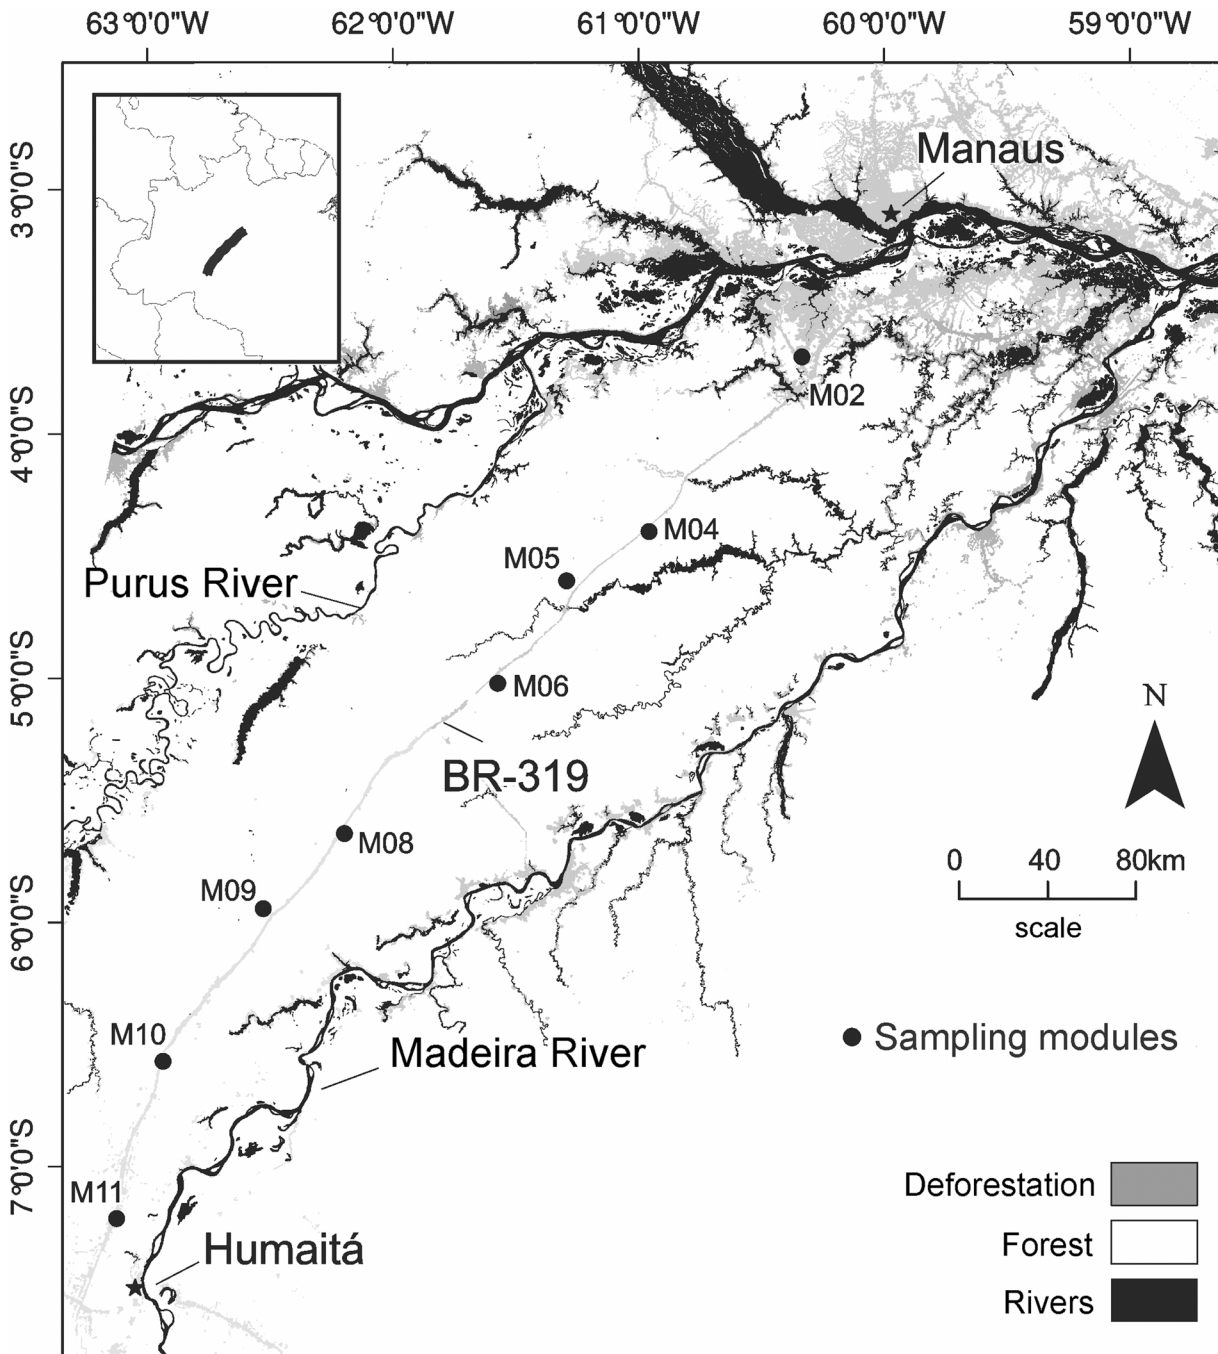 63°0'0"W 62°0'0"W 61°0'0"W 60°0'0"W 59°0'0"W
3°0'0"S
4°0'0"S
5°0'0"S
6°0'0"S
7°0'0"S
Manaus
M02
M04
M05
Purus River
M06
N
BR-319
M08
0 40 80km
scale
M09
M10
Sampling modules
Madeira River
M11
Deforestation
Humaitá
Forest
Rivers